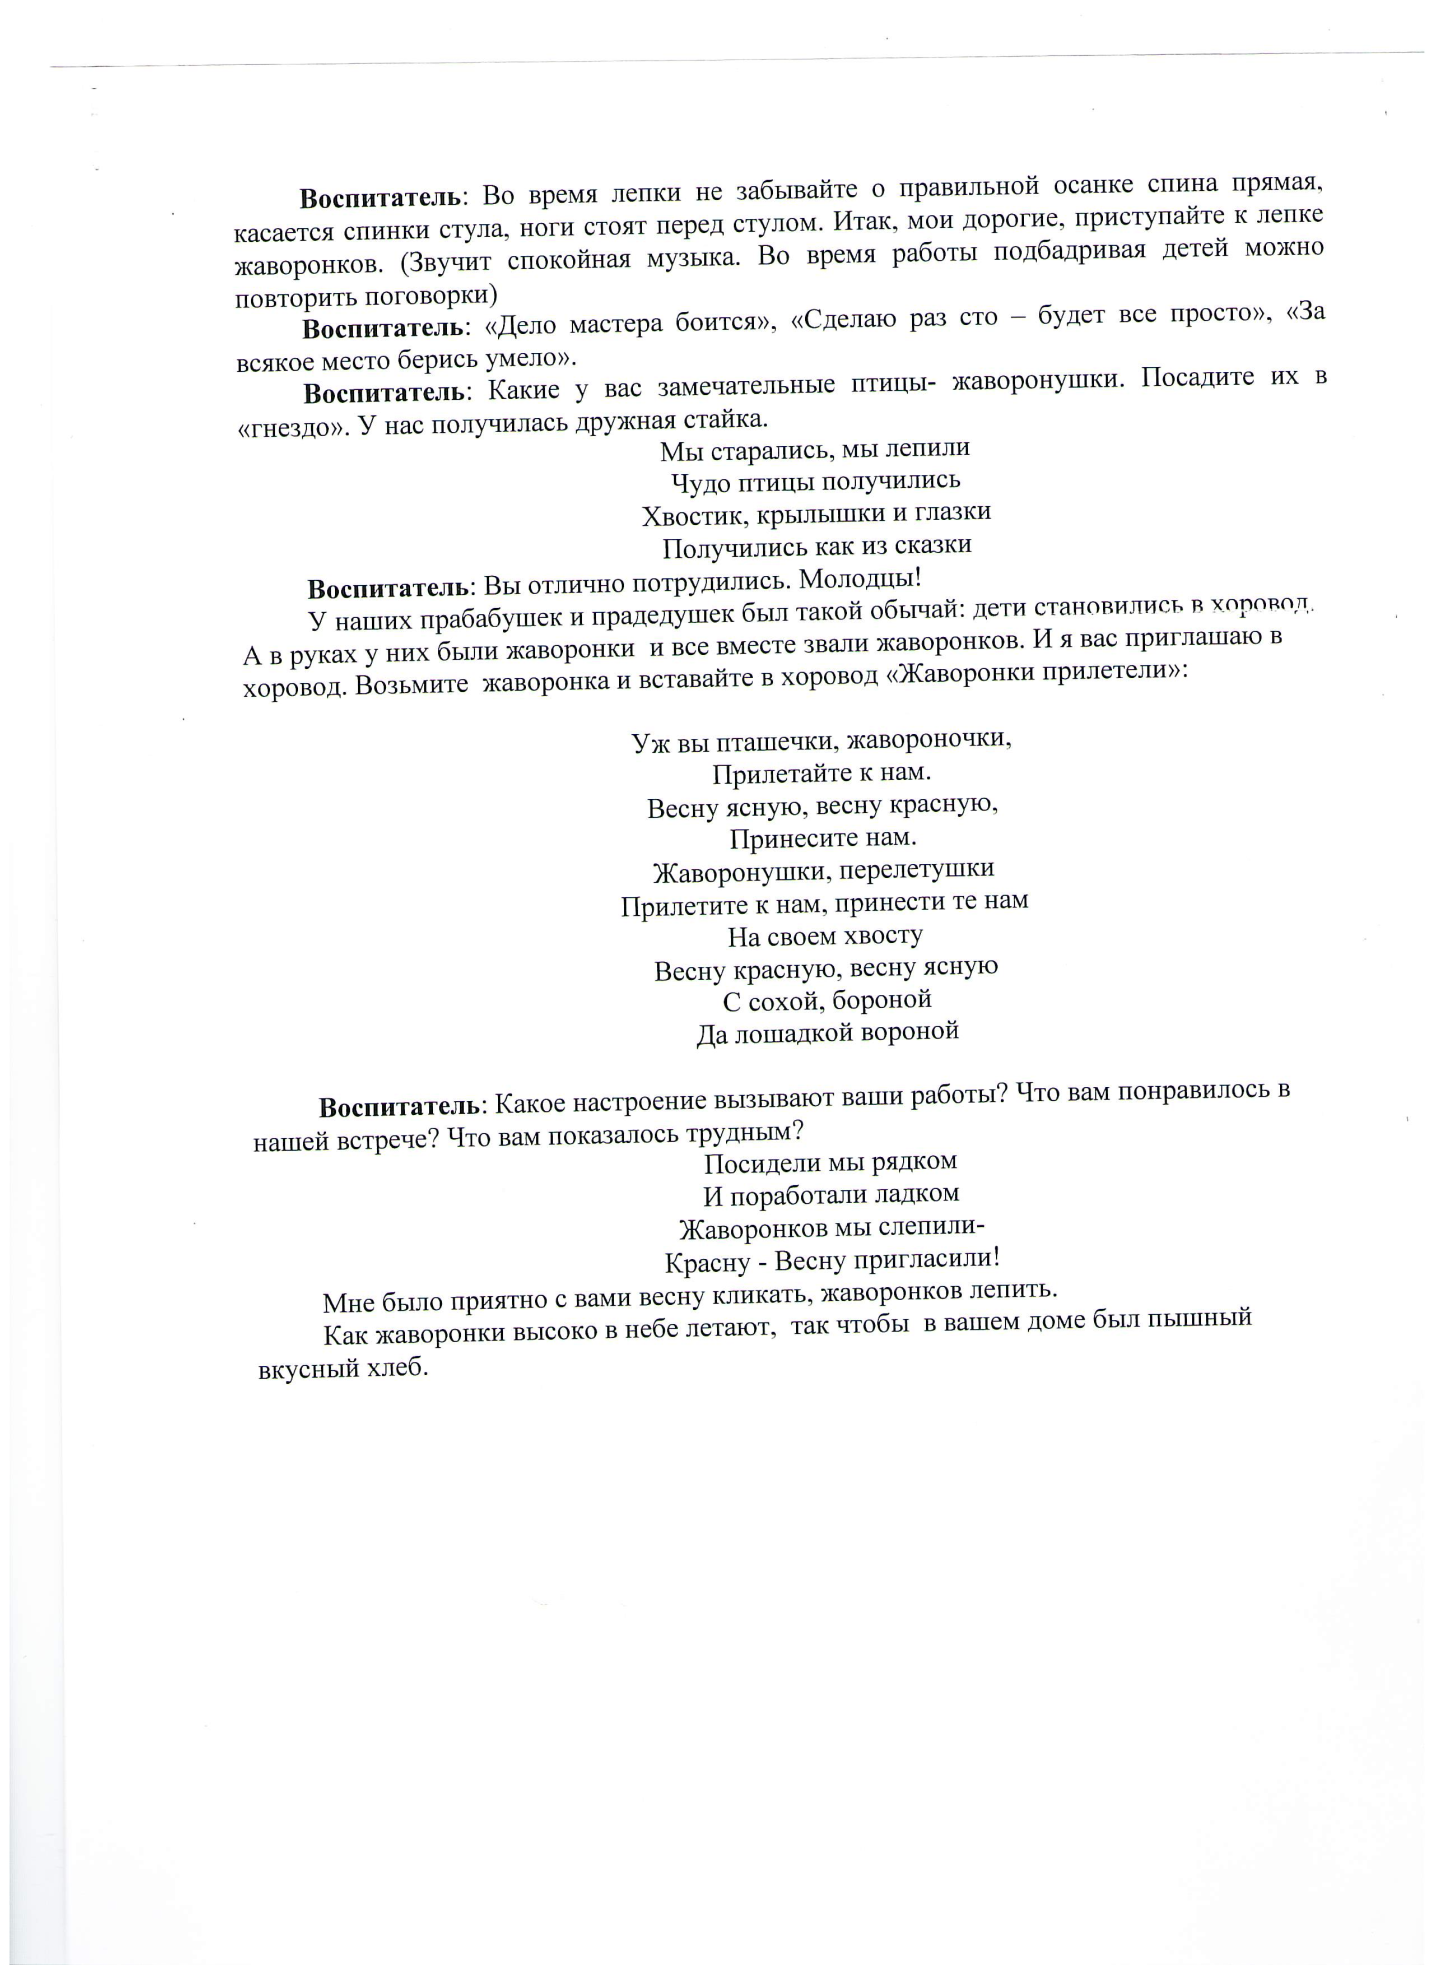 Воспитатель: Во время лепки не забывайте о правильной осанке спина прямая,
касается спинки стула, ноги стоят перед стулом. Итак, мои дорогие, приступайте к лепке
жаворонков. (Звучит спокойная музыка. Во время работы подбадривая детей можно
повторить поговорки)
Воспитатель: «Дело мастера боится», «Сделаю раз сто – будет все просто», «За
всякое место берись умело».
Воспитатель: Какие у вас замечательные птицы- жаворонушки. Посадите их в
«гнездо». У нас получилась дружная стайка.
Мы старались, мы лепили
Чудо птицы получились
Хвостик, крылышки и глазки
Получились как из сказки
Воспитатель: Вы отлично потрудились. Молодцы!
У наших прабабушек и прадедушек был такой обычай: дети становились в хоровод.
А в руках у них были жаворонки  и все вместе звали жаворонков. И я вас приглашаю в
хоровод. Возьмите  жаворонка и вставайте в хоровод «Жаворонки прилетели»:
Уж вы пташечки, жавороночки,
Прилетайте к нам.
Весну ясную, весну красную,
Принесите нам.
Жаворонушки, перелетушки
Прилетите к нам, принести те нам
На своем хвосту
Весну красную, весну ясную
С сохой, бороной
Да лошадкой вороной
Воспитатель: Какое настроение вызывают ваши работы? Что вам понравилось в
нашей встрече? Что вам показалось трудным?
Посидели мы рядком
И поработали ладком
Жаворонков мы слепили-
Красну - Весну пригласили!
Мне было приятно с вами весну кликать, жаворонков лепить.
Как жаворонки высоко в небе летают,  так чтобы  в вашем доме был пышный
вкусный хлеб.